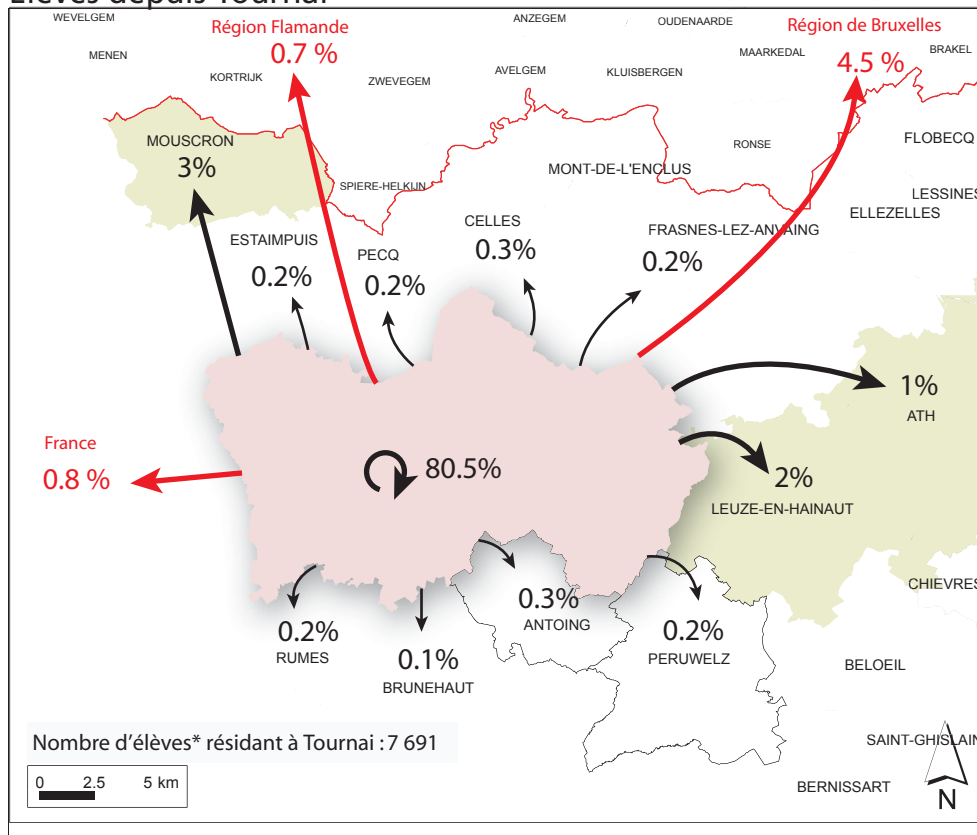 Elèves depuis Tournai
WEVELGEM
ANZEGEM
OUDENAARDE
Région Flamande
0.7 %
Région de Bruxelles
4.5 %
MENEN
MAARKEDAL
BRAKEL
KORTRIJK
ZWEVEGEM
AVELGEM
KLUISBERGEN
MOUSCRON
3%
RONSE
FLOBECQ
SPIERE-HELKIJN
MONT-DE-L'ENCLUS
LESSINES
ELLEZELLES
ESTAIMPUIS
0.2%
PECQ
0.2%
CELLES
0.3%
FRASNES-LEZ-ANVAING
0.2%
1%
ATH
France
0.8 %
80.5%
2%
LEUZE-EN-HAINAUT
CHIEVRES
0.2%
RUMES
0.1%
BRUNEHAUT
0.3%
ANTOING
0.2%
PERUWELZ
BELOEIL
Nombre d'élèves* résidant à Tournai : 7 691
SAINT-GHISLAIN
0 2.5 5 km
BERNISSART
N